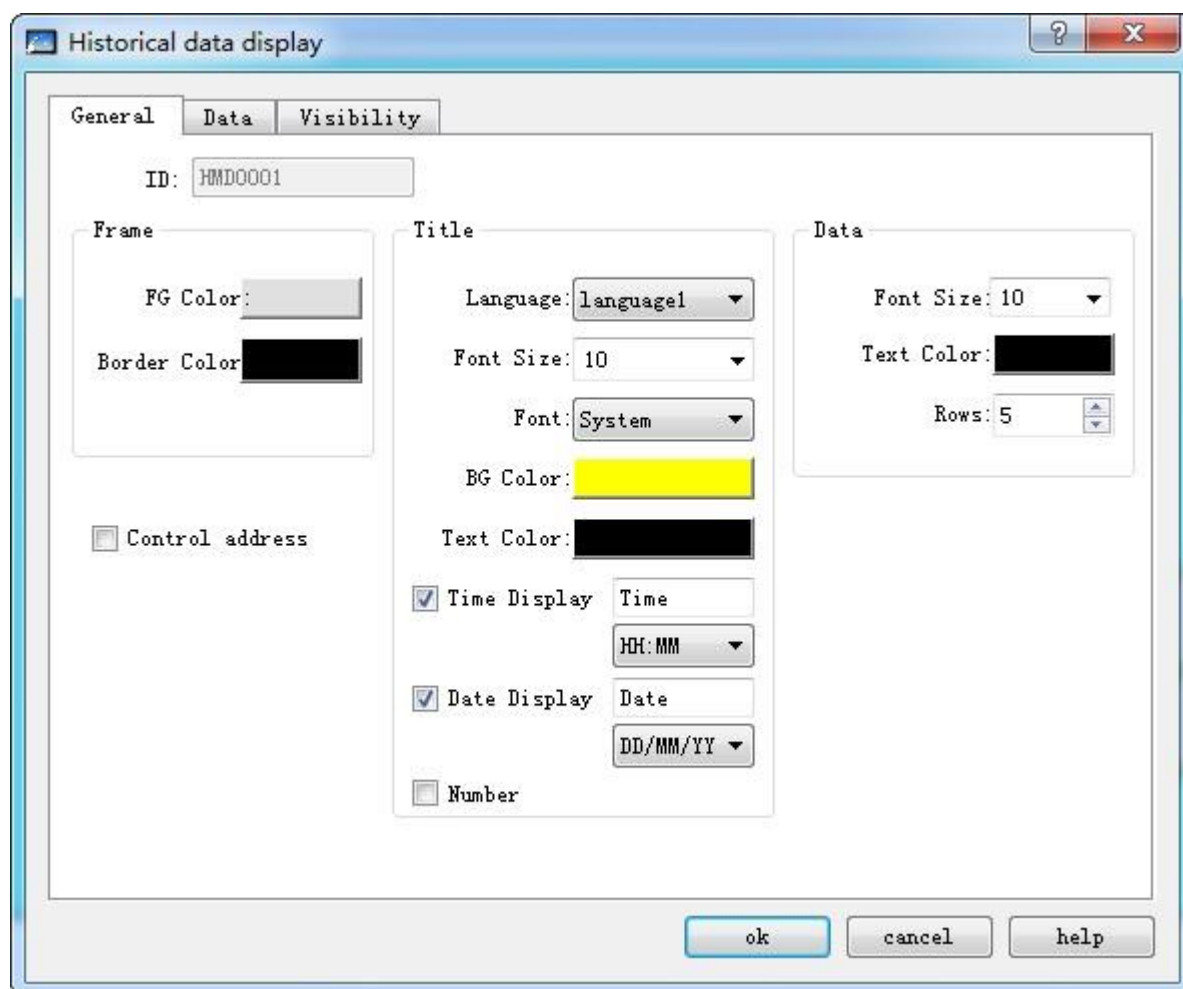 Historical data display
General Data Visibility
ID: HMD0001
Frame
FG Color:
Border Color
Control address
Title
Language: language1
Font Size: 10
Font: System
BG Color:
Text Color:
Time Display Time
HH:MM
Date Display Date
DD/MM/YY
Number
Data
Font Size: 10
Text Color:
Rows: 5
ok cancel help